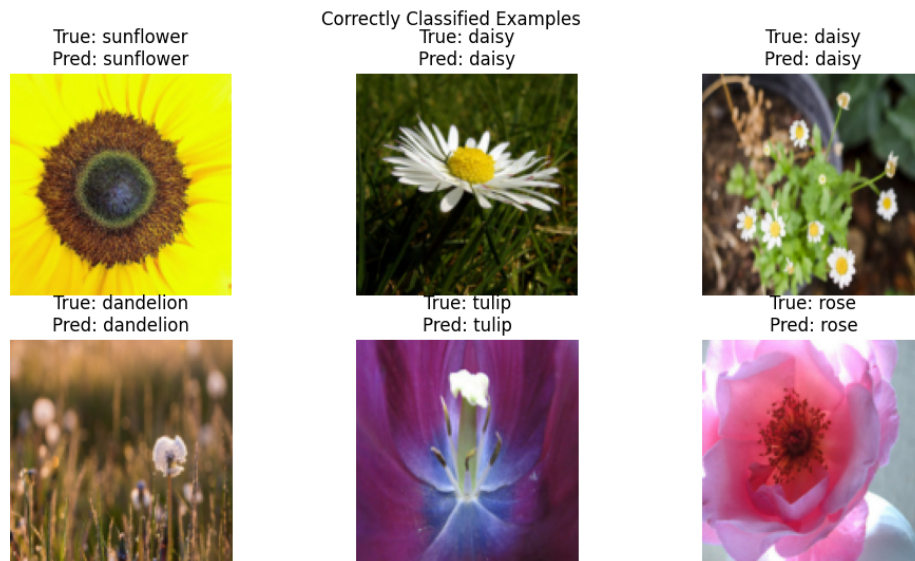 Correctly Classified Examples
True: sunflower
Pred: sunflower
True: daisy
Pred: daisy
True: daisy
Pred: daisy
True: dandelion
Pred: dandelion
True: tulip
Pred: tulip
True: rose
Pred: rose